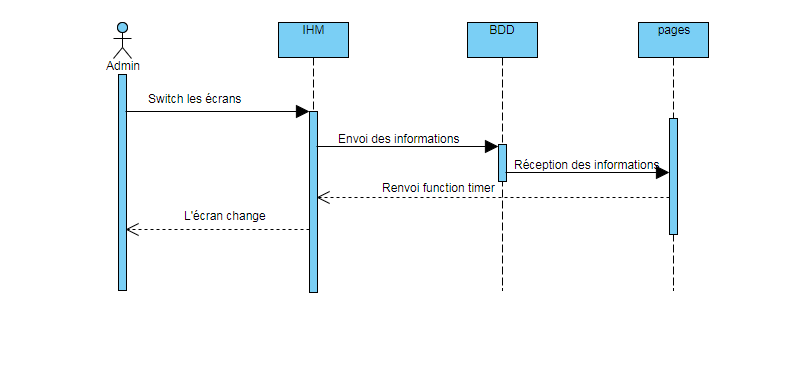 IHM
BDD
pages
Admin
Switch les écrans
Envoi des informations
Réception des informations
Renvoi function timer
L'écran change